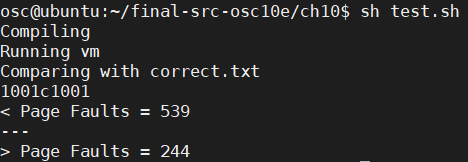 osc@ubuntu:~/final-src-osc10e/ch10$ sh test.sh
Compiling
Running vm
Comparing with correct.txt
1001c1001
< Page Faults = 539
---
> Page Faults = 244